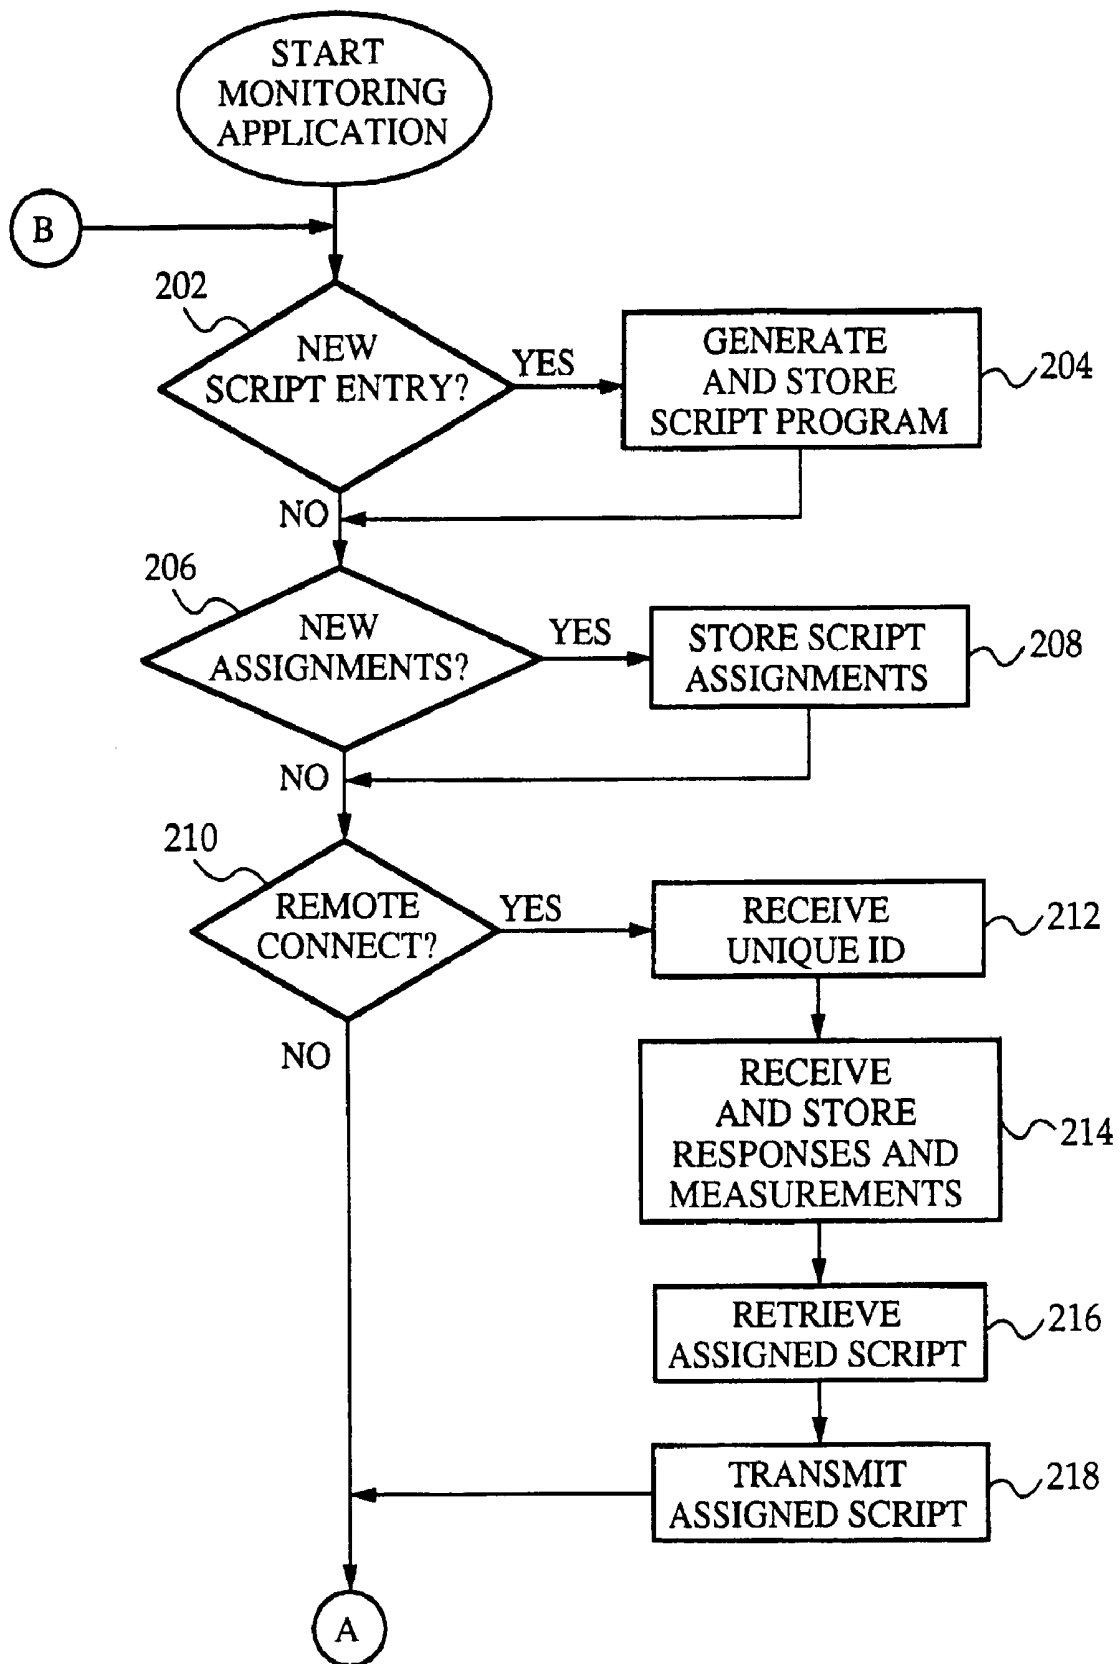 START
MONITORING
APPLICATION
B
202
NEW
SCRIPT ENTRY?
YES
GENERATE
AND STORE
SCRIPT PROGRAM
204
NO
206
NEW
ASSIGNMENTS?
YES
STORE SCRIPT
ASSIGNMENTS
208
NO
210
REMOTE
CONNECT?
YES
RECEIVE
UNIQUE ID
212
NO
RECEIVE
AND STORE
RESPONSES AND
MEASUREMENTS
214
RETRIEVE
ASSIGNED SCRIPT
216
TRANSMIT
ASSIGNED SCRIPT
218
A